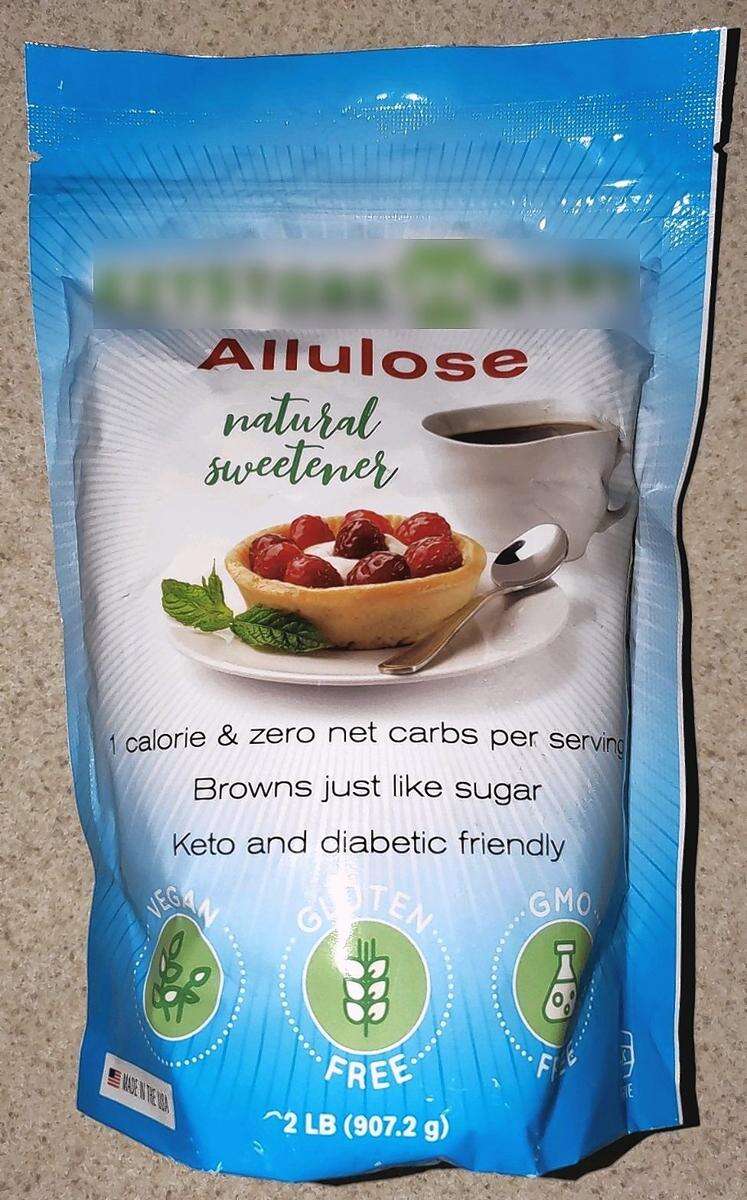 Allulose
natural
sweetener
1 calorie & zero net carbs per serving
Browns just like sugar
Keto and diabetic friendly
VEGAN
GLUTEN
FREE
GMO
MADE IN THE USA
2 LB (907.2 g)